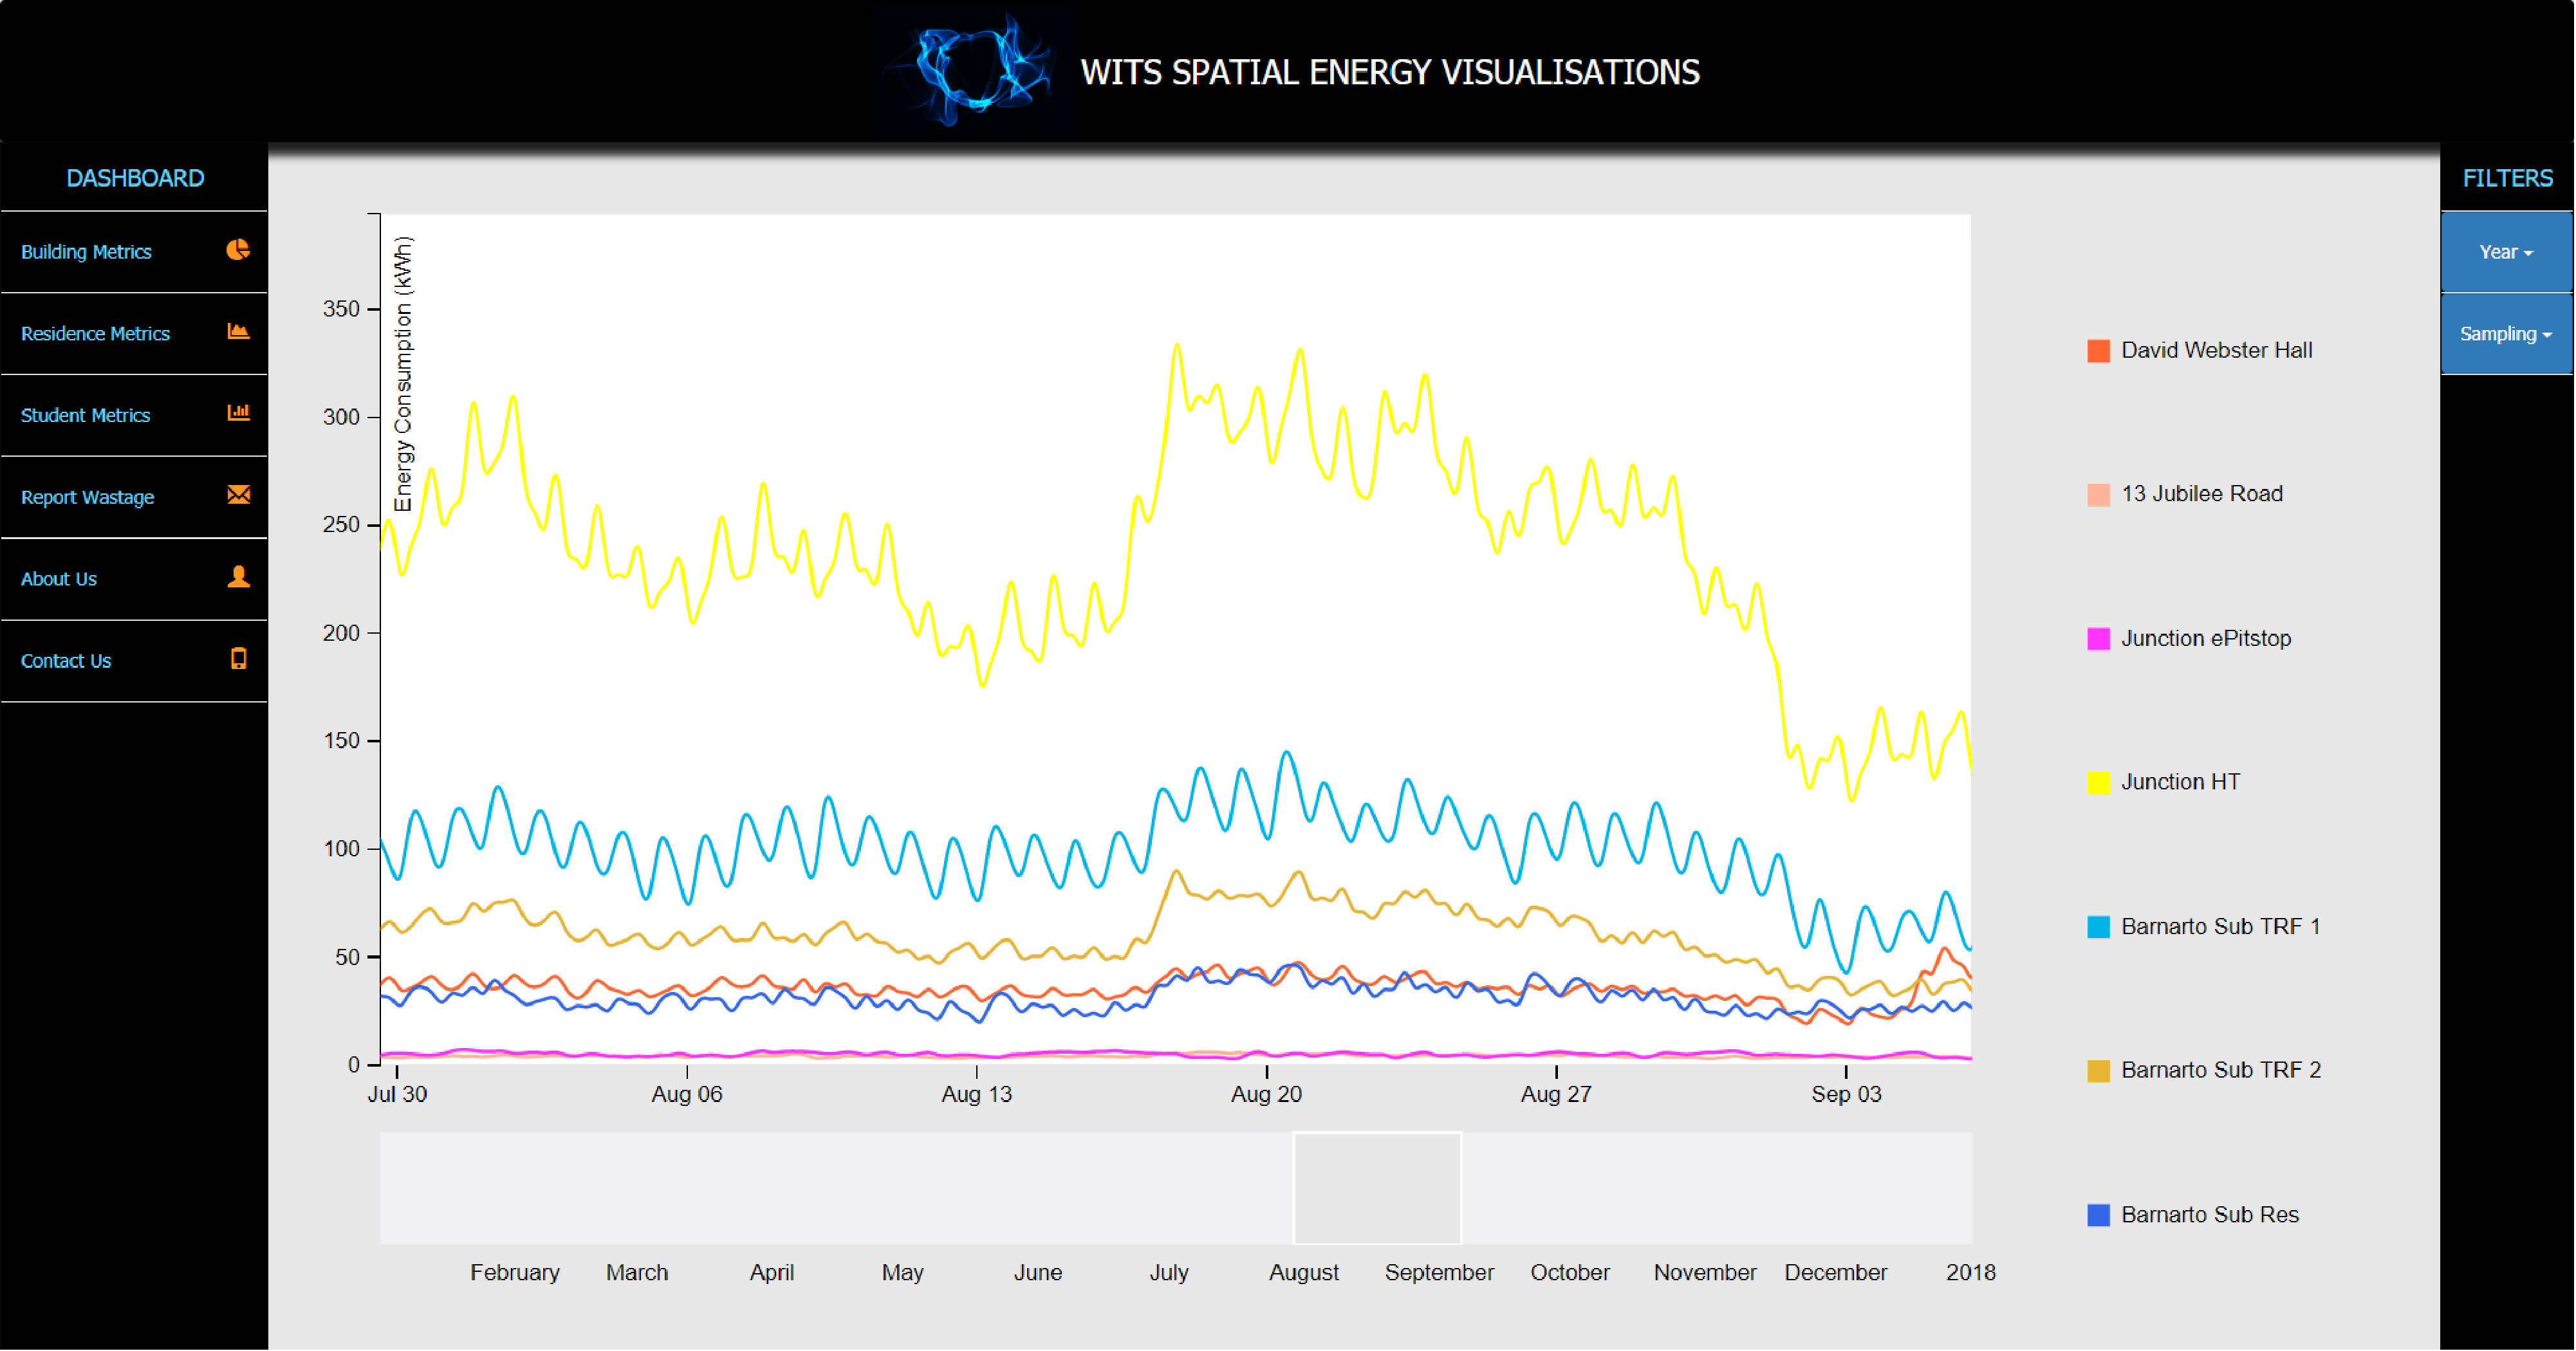 WITS SPATIAL ENERGY VISUALISATIONS
DASHBOARD
Building Metrics
Residence Metrics
Student Metrics
Report Wastage
About Us
Contact Us
Energy Consumption (kWh)
350
300
250
200
150
100
50
0
Jul 30 Aug 06 Aug 13 Aug 20 Aug 27 Sep 03
February March April May June July August September October November December 2018
David Webster Hall
13 Jubilee Road
Junction ePitstop
Junction HT
Barnarto Sub TRF 1
Barnarto Sub TRF 2
Barnarto Sub Res
FILTERS
Year
Sampling